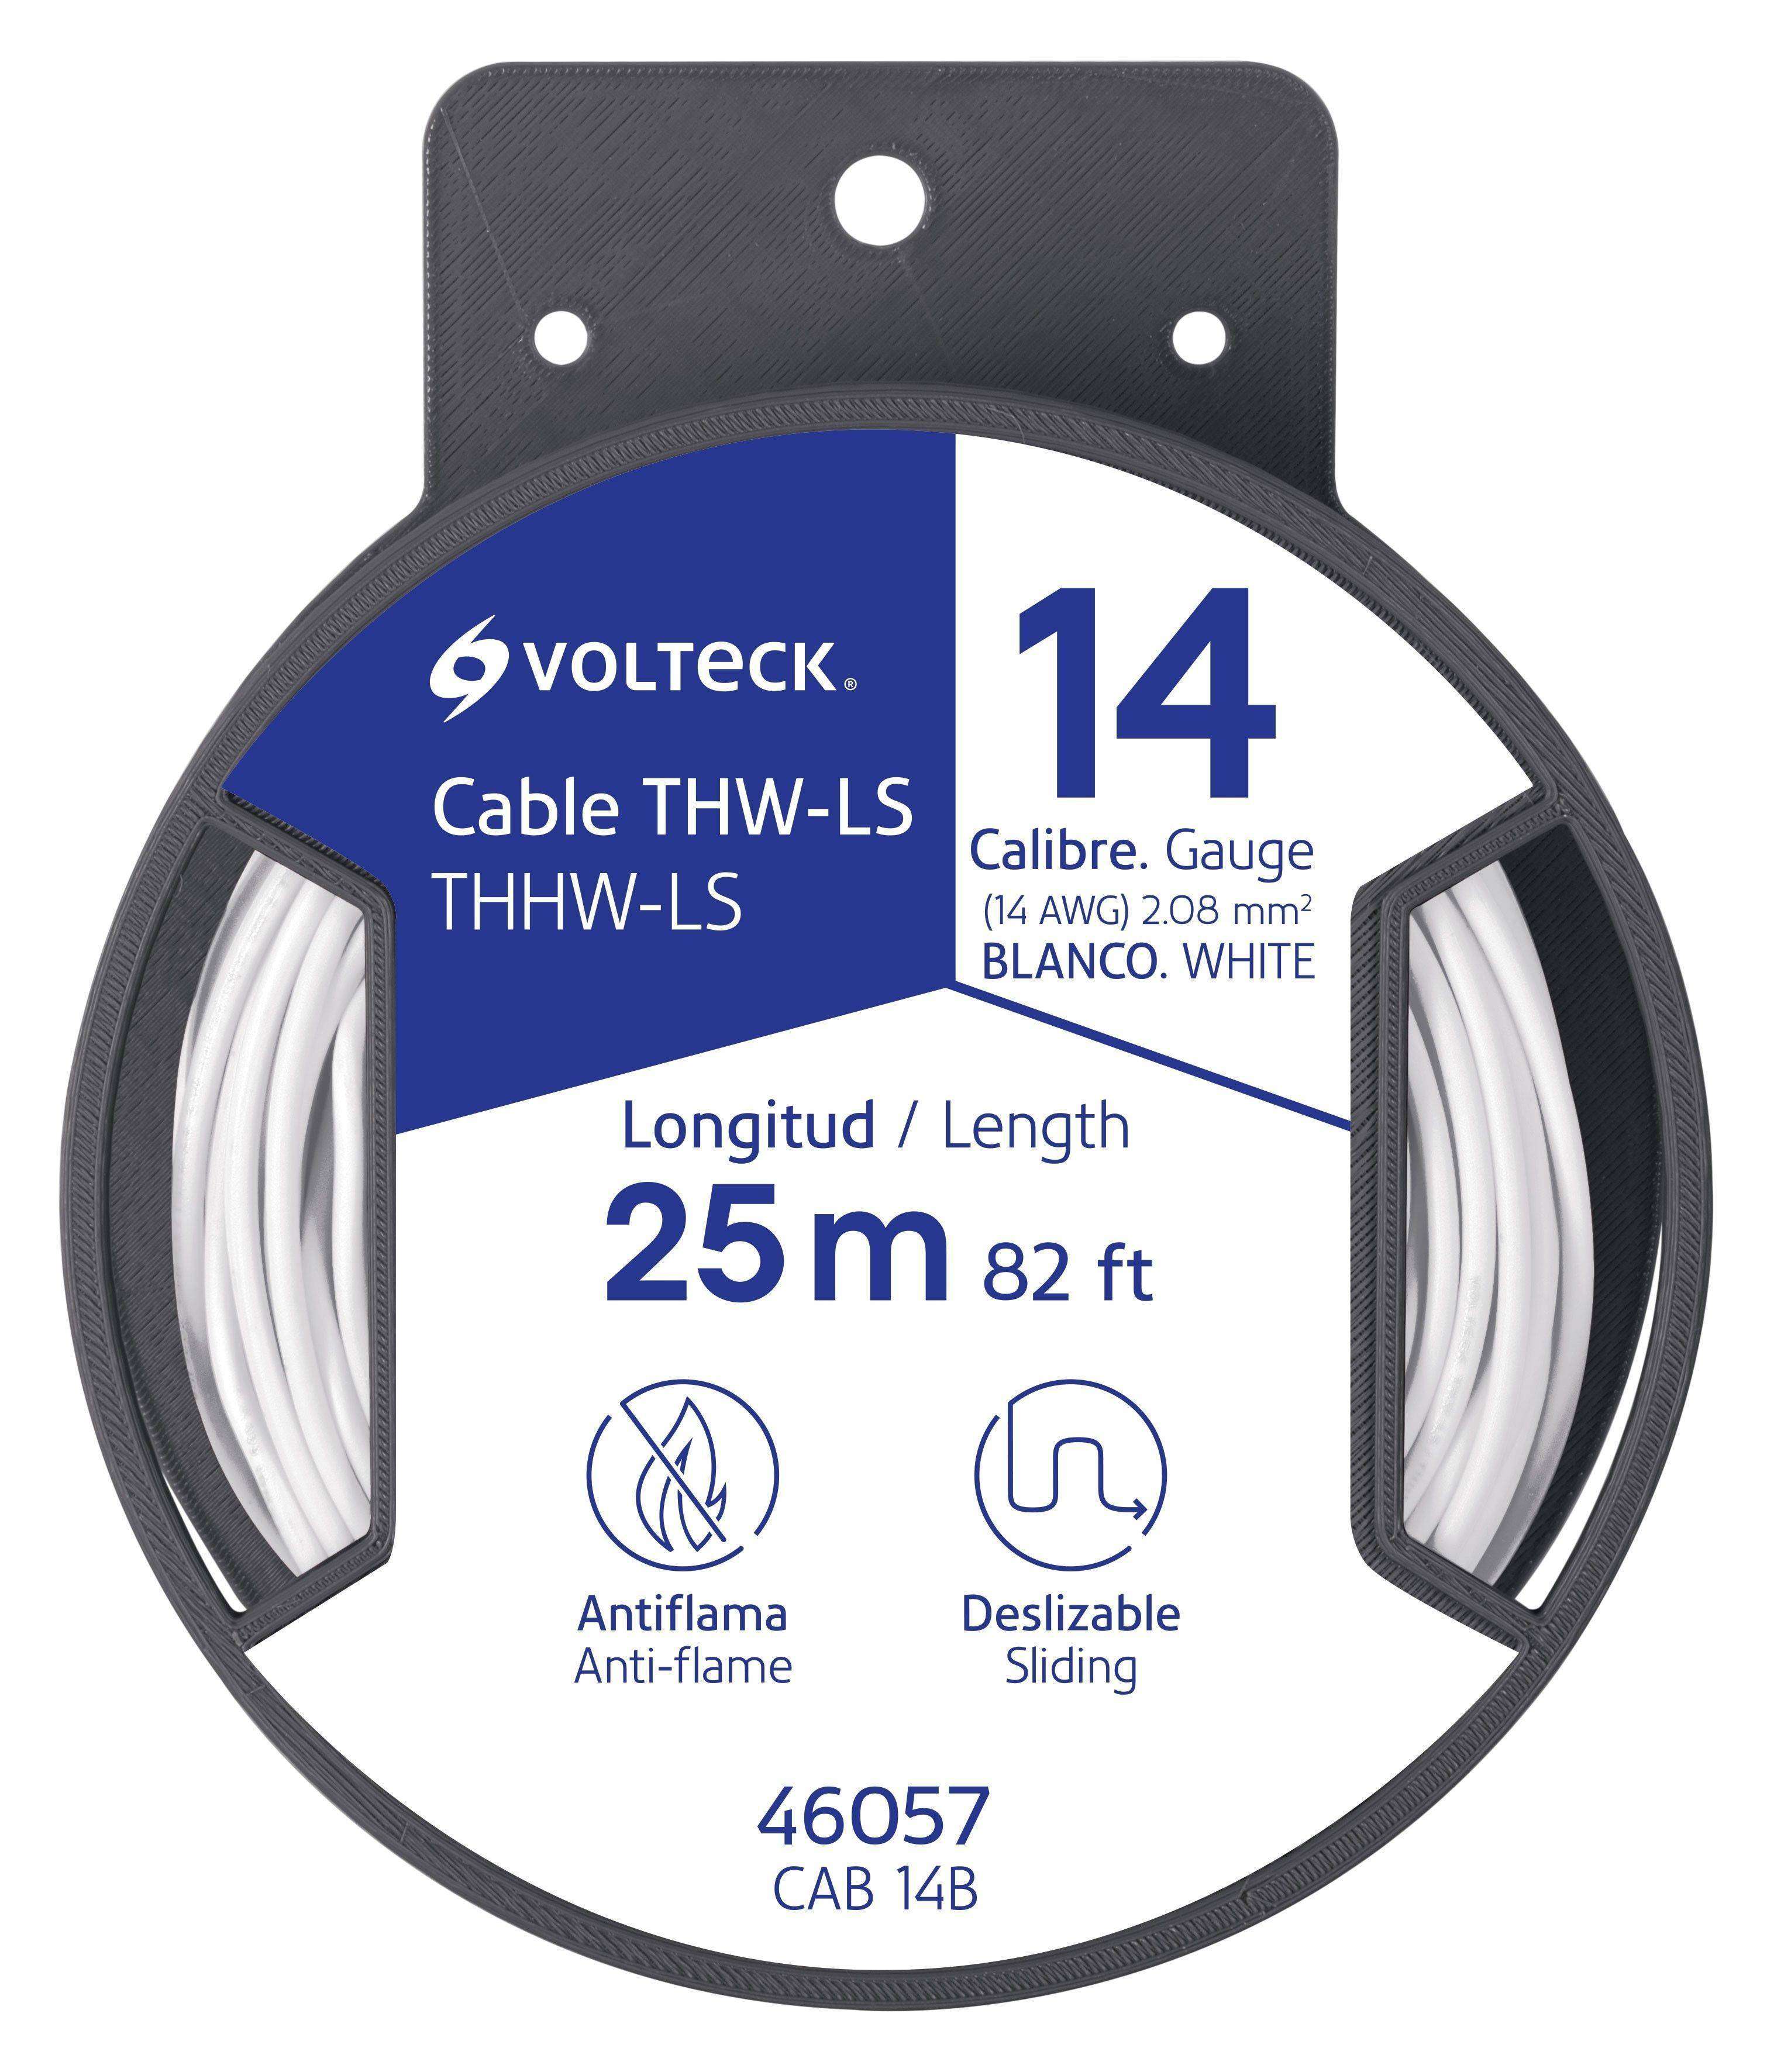 VOLTECK®
Cable THW-LS
THHW-LS
14
Calibre. Gauge
(14 AWG) 2.08 mm²
BLANCO. WHITE
Longitud / Length
25 m 82 ft
Antiflama
Anti-flame
Deslizable
Sliding
46057
CAB 14B